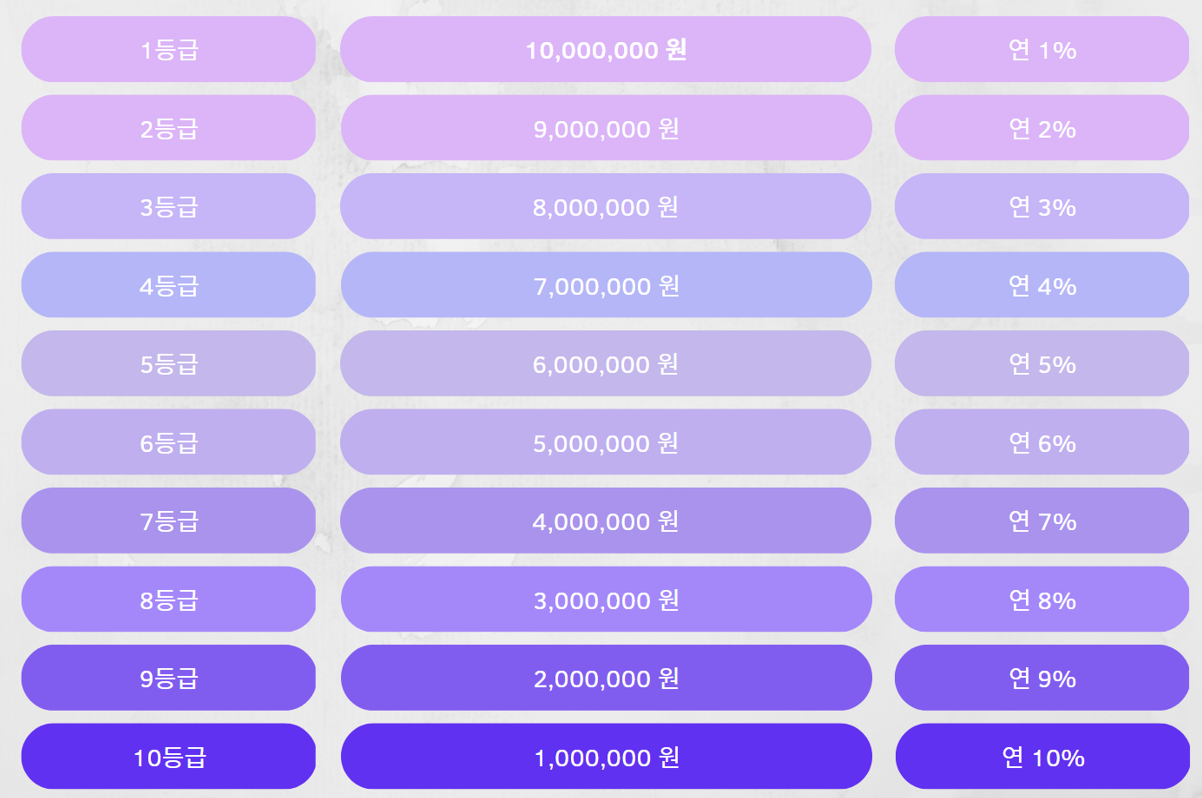 1등급 10,000,000 원 연 1%
2등급 9,000,000 원 연 2%
3등급 8,000,000 원 연 3%
4등급 7,000,000 원 연 4%
5등급 6,000,000 원 연 5%
6등급 5,000,000 원 연 6%
7등급 4,000,000 원 연 7%
8등급 3,000,000 원 연 8%
9등급 2,000,000 원 연 9%
10등급 1,000,000 원 연 10%